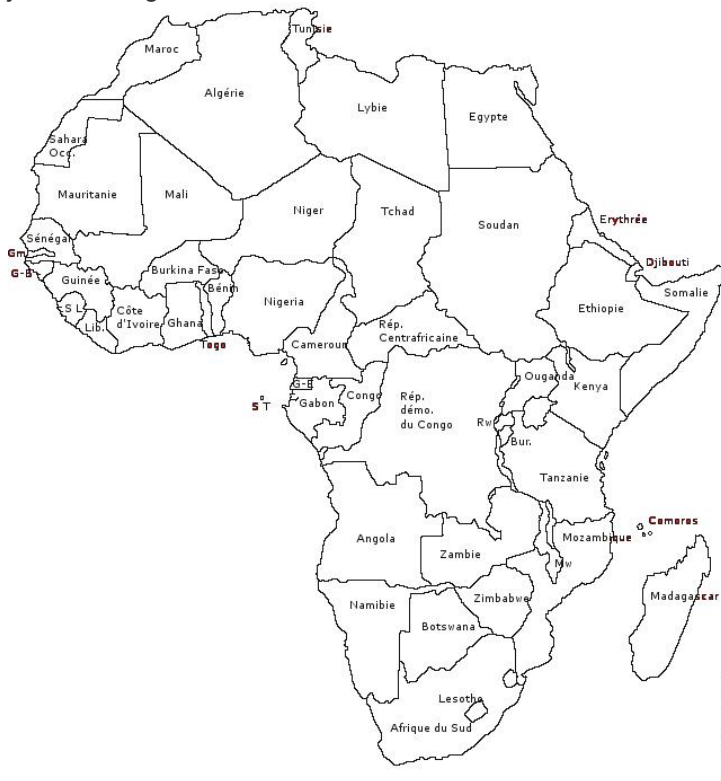 Tunisie
Maroc
Algérie
Lybie
Egypte
Sahara
Occ.
Mauritanie
Mali
Niger
Tchad
Soudan
Erythrée
Sénégal
Gm
G-B
Guinée
Burkina Faso
Bénin
Nigeria
Djibouti
Somalie
Ethiopie
S L
Lib.
Côte
d'Ivoire
Ghana
Togo
Cameroun
Rép.
Centrafricaine
G-E
Gabon
Congo
S T
Rép.
démo.
du Congo
Ouganda
Kenya
Rw
Bur.
Tanzanie
Comoros
Angola
Zambie
Mozambique
Mw
Madagascar
Namibie
Zimbabwe
Botswana
Lesotho
Afrique du Sud